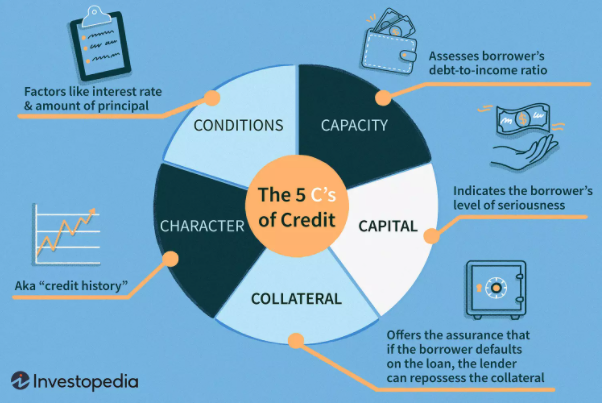 Factors like interest rate
& amount of principal
CONDITIONS
CAPACITY
Assesses borrower's
debt-to-income ratio
The 5 C's
of Credit
CHARACTER
CAPITAL
Indicates the borrower's
level of seriousness
Aka "credit history"
COLLATERAL
Offers the assurance that
if the borrower defaults
on the loan, the lender
can repossess the collateral
Investopedia